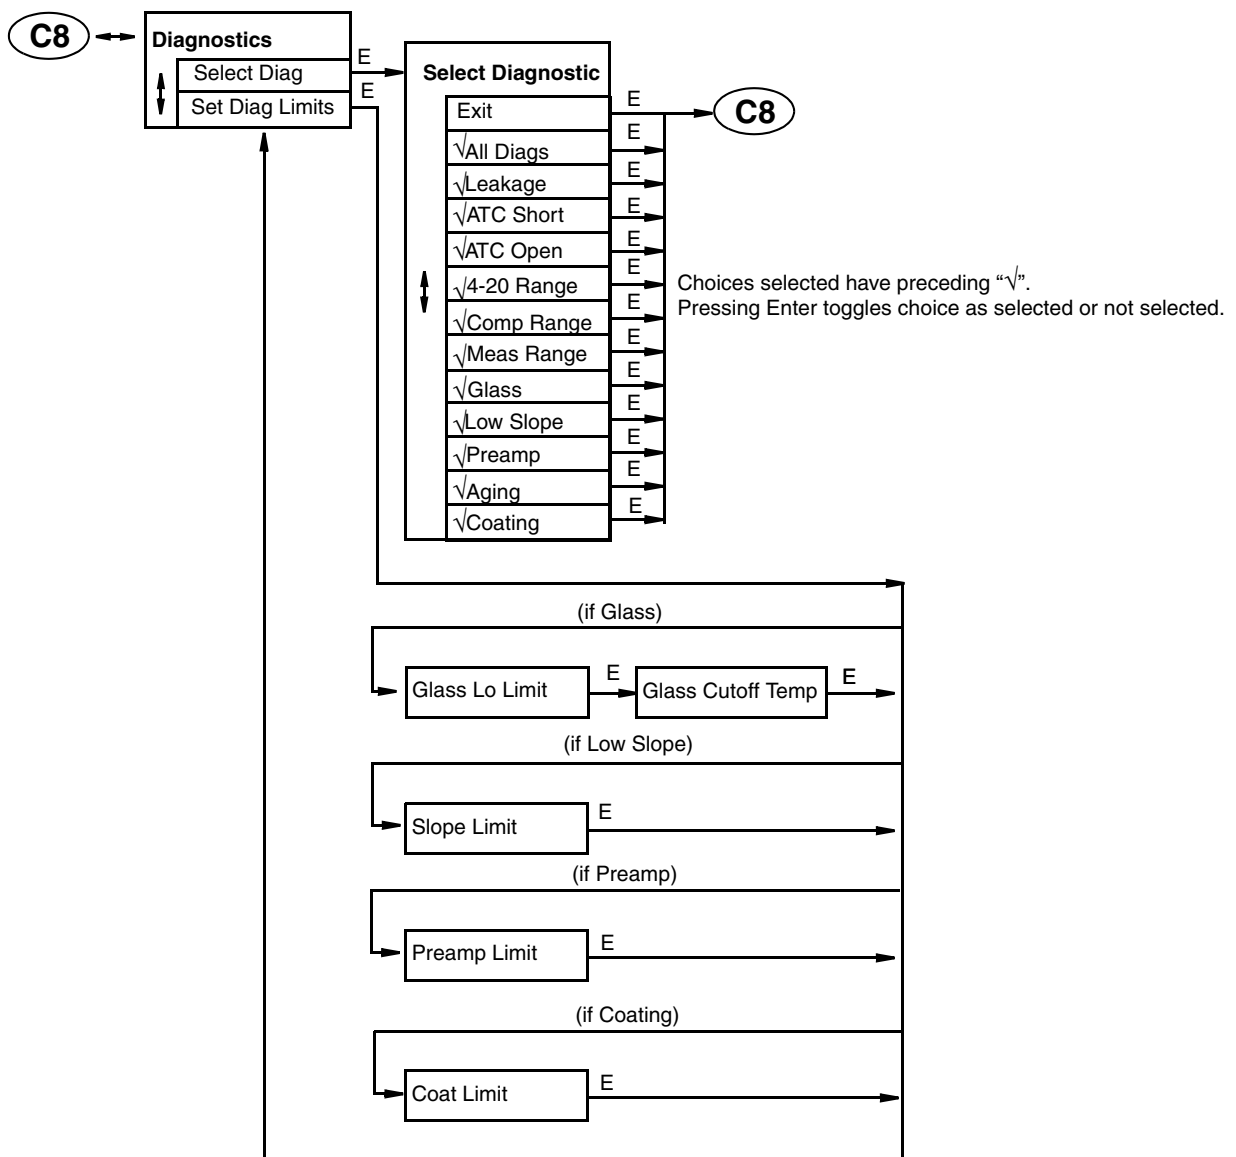 C8
Diagnostics
Select Diag
E
Set Diag Limits
E
Select Diagnostic
Exit
E
C8
√All Diags
E
√Leakage
E
√ATC Short
E
√ATC Open
E
√4-20 Range
E
√Comp Range
E
√Meas Range
E
√Glass
E
√Low Slope
E
√Preamp
E
√Aging
E
√Coating
E
Choices selected have preceding “√”.
Pressing Enter toggles choice as selected or not selected.
(if Glass)
Glass Lo Limit
E
Glass Cutoff Temp
E
(if Low Slope)
Slope Limit
E
(if Preamp)
Preamp Limit
E
(if Coating)
Coat Limit
E